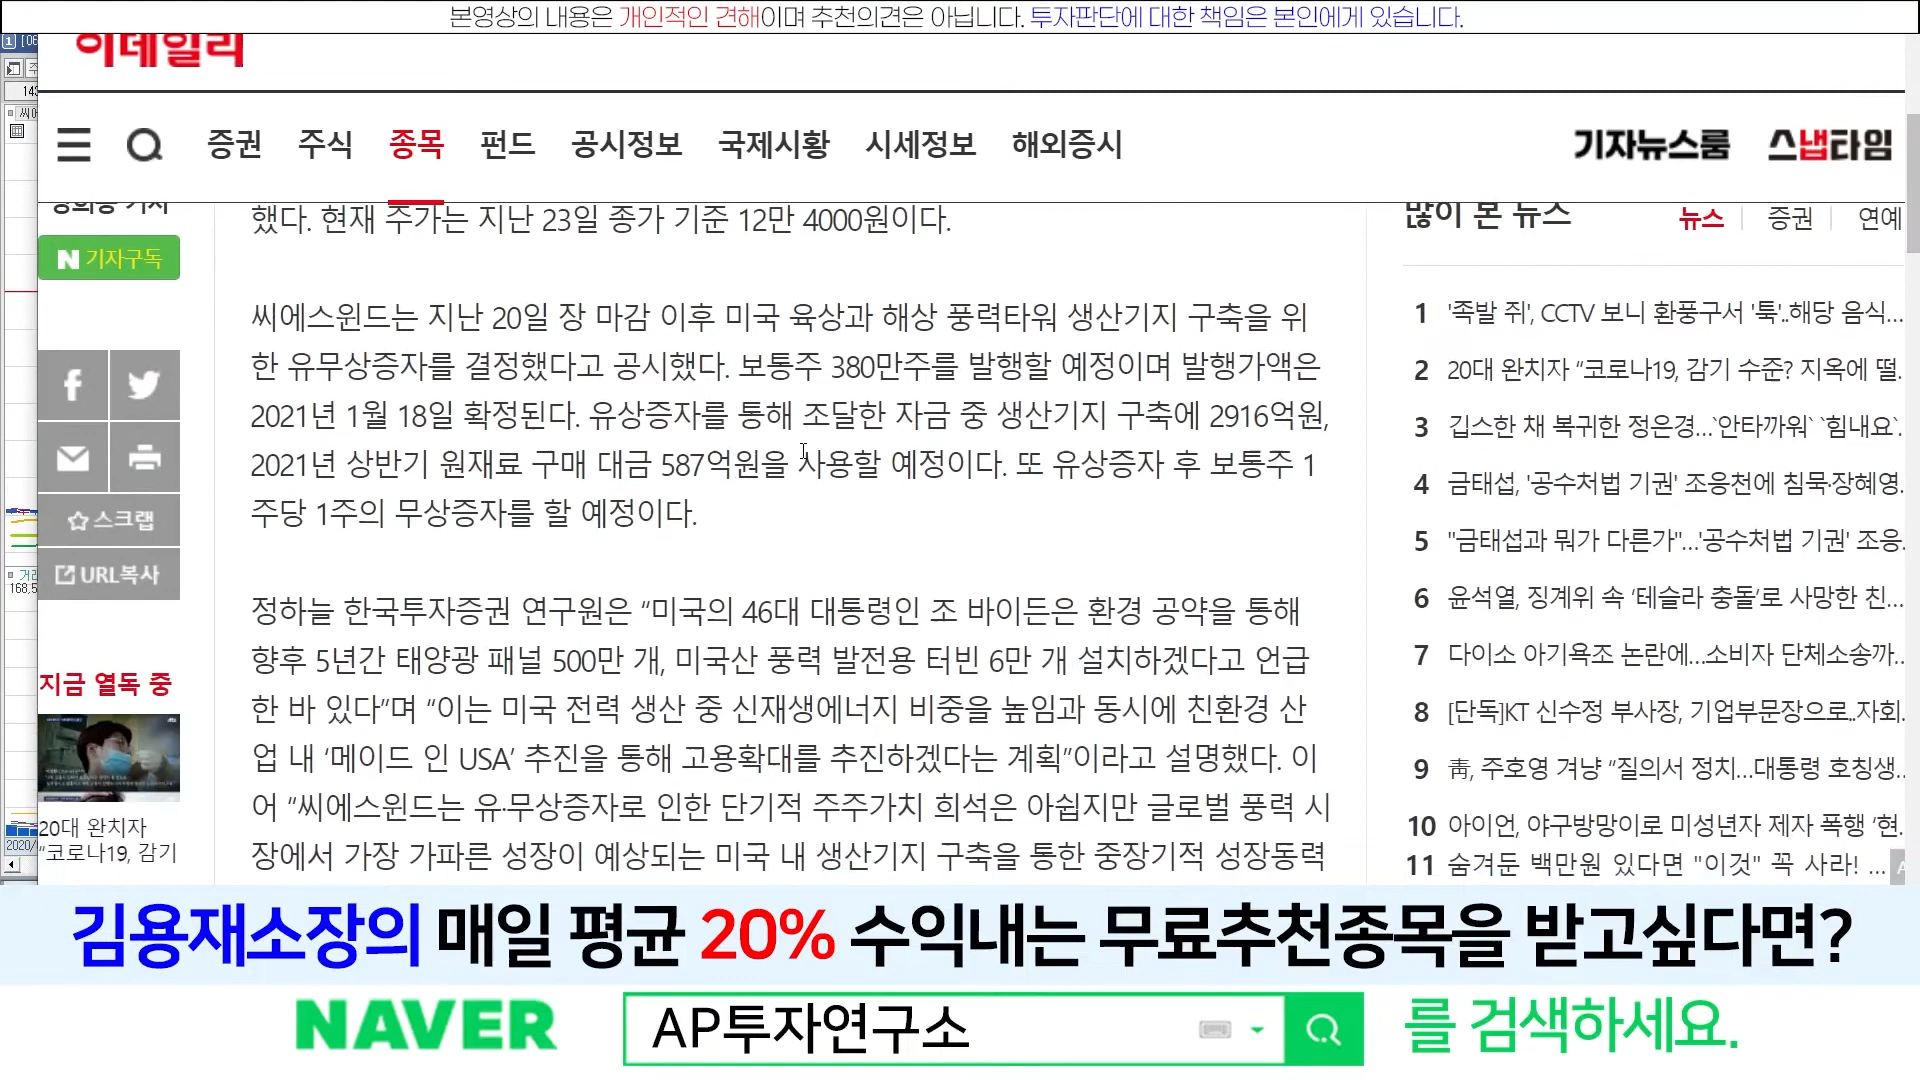 본영상의 내용은 개인적인 견해이며 추천의견은 아닙니다. 투자판단에 대한 책임은 본인에게 있습니다.
이데일리
증권 주식 종목 펀드 공시정보 국제시황 시세정보 해외증시
기자뉴스룸 스냅타임
N 기자구독
스크랩
URL복사
지금 열독 중
20대 완치자
“코로나19, 감기
했다. 현재 주가는 지난 23일 종가 기준 12만 4000원이다.
씨에스윈드는 지난 20일 장 마감 이후 미국 육상과 해상 풍력타워 생산기지 구축을 위
한 유무상증자를 결정했다고 공시했다. 보통주 380만주를 발행할 예정이며 발행가액은
2021년 1월 18일 확정된다. 유상증자를 통해 조달한 자금 중 생산기지 구축에 2916억원,
2021년 상반기 원재료 구매 대금 587억원을 사용할 예정이다. 또 유상증자 후 보통주 1
주당 1주의 무상증자를 할 예정이다.
정하늘 한국투자증권 연구원은 “미국의 46대 대통령인 조 바이든은 환경 공약을 통해
향후 5년간 태양광 패널 500만 개, 미국산 풍력 발전용 터빈 6만 개 설치하겠다고 언급
한 바 있다”며 “이는 미국 전력 생산 중 신재생에너지 비중을 높임과 동시에 친환경 산
업 내 ‘메이드 인 USA’ 추진을 통해 고용확대를 추진하겠다는 계획”이라고 설명했다. 이
어 “씨에스윈드는 유·무상증자로 인한 단기적 주주가치 희석은 아쉽지만 글로벌 풍력 시
장에서 가장 가파른 성장이 예상되는 미국 내 생산기지 구축을 통한 중장기적 성장동력
많이 본 뉴스 뉴스 증권 연예
1 '족발 쥐', CCTV 보니 환풍구서 '툭'..해당 음식...
2 20대 완치자 “코로나19, 감기 수준? 지옥에 떨.
3 깁스한 채 복귀한 정은경...`안타까워` `힘내요`.
4 금태섭, '공수처법 기권' 조응천에 침묵·장혜영.
5 "금태섭과 뭐가 다른가"...'공수처법 기권' 조응.
6 윤석열, 징계위 속 ‘테슬라 충돌’로 사망한 친...
7 다이소 아기욕조 논란에...소비자 단체소송까..
8 [단독]KT 신수정 부사장, 기업부문장으로..자회.
9 靑, 주호영 겨냥 “질의서 정치...대통령 호칭생..
10 아이언, 야구방망이로 미성년자 제자 폭행 ‘현.
11 숨겨둔 백만원 있다면 "이것" 꼭 사라! ...
김용재소장의 매일 평균 20% 수익내는 무료추천종목을 받고싶다면?
NAVER AP투자연구소 를 검색하세요.